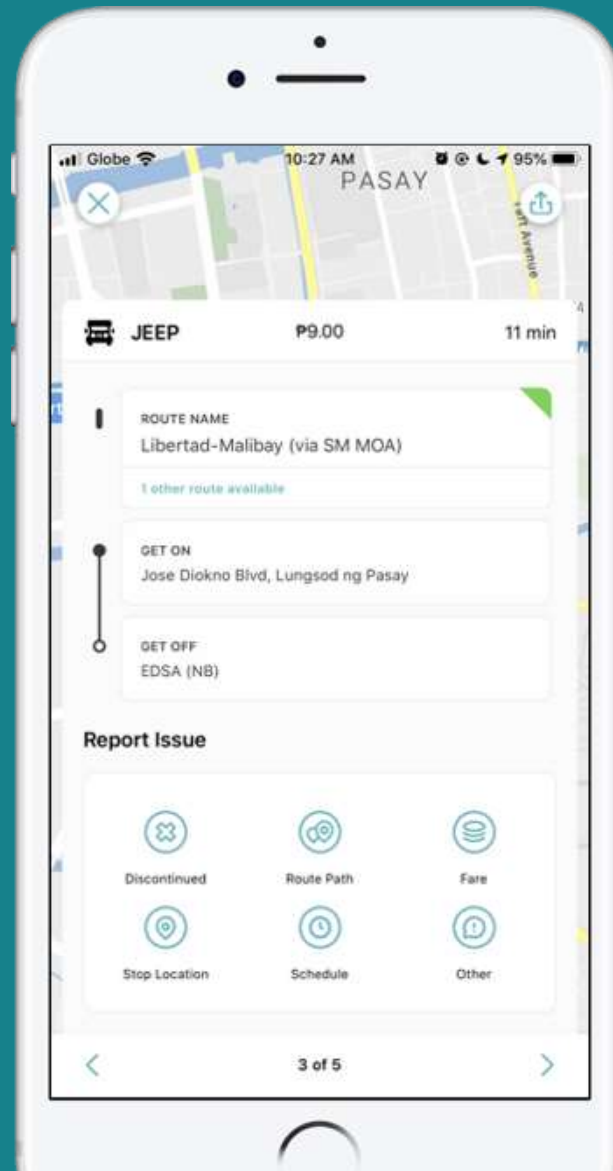 Globe 10:27 AM 95%
PASAY
Taft Avenue
JEEP ₱9.00 11 min
ROUTE NAME
Libertad-Malibay (via SM MOA)
1 other route available
GET ON
Jose Diokno Blvd, Lungsod ng Pasay
GET OFF
EDSA (NB)
Report Issue
Discontinued Route Path Fare
Stop Location Schedule Other
3 of 5